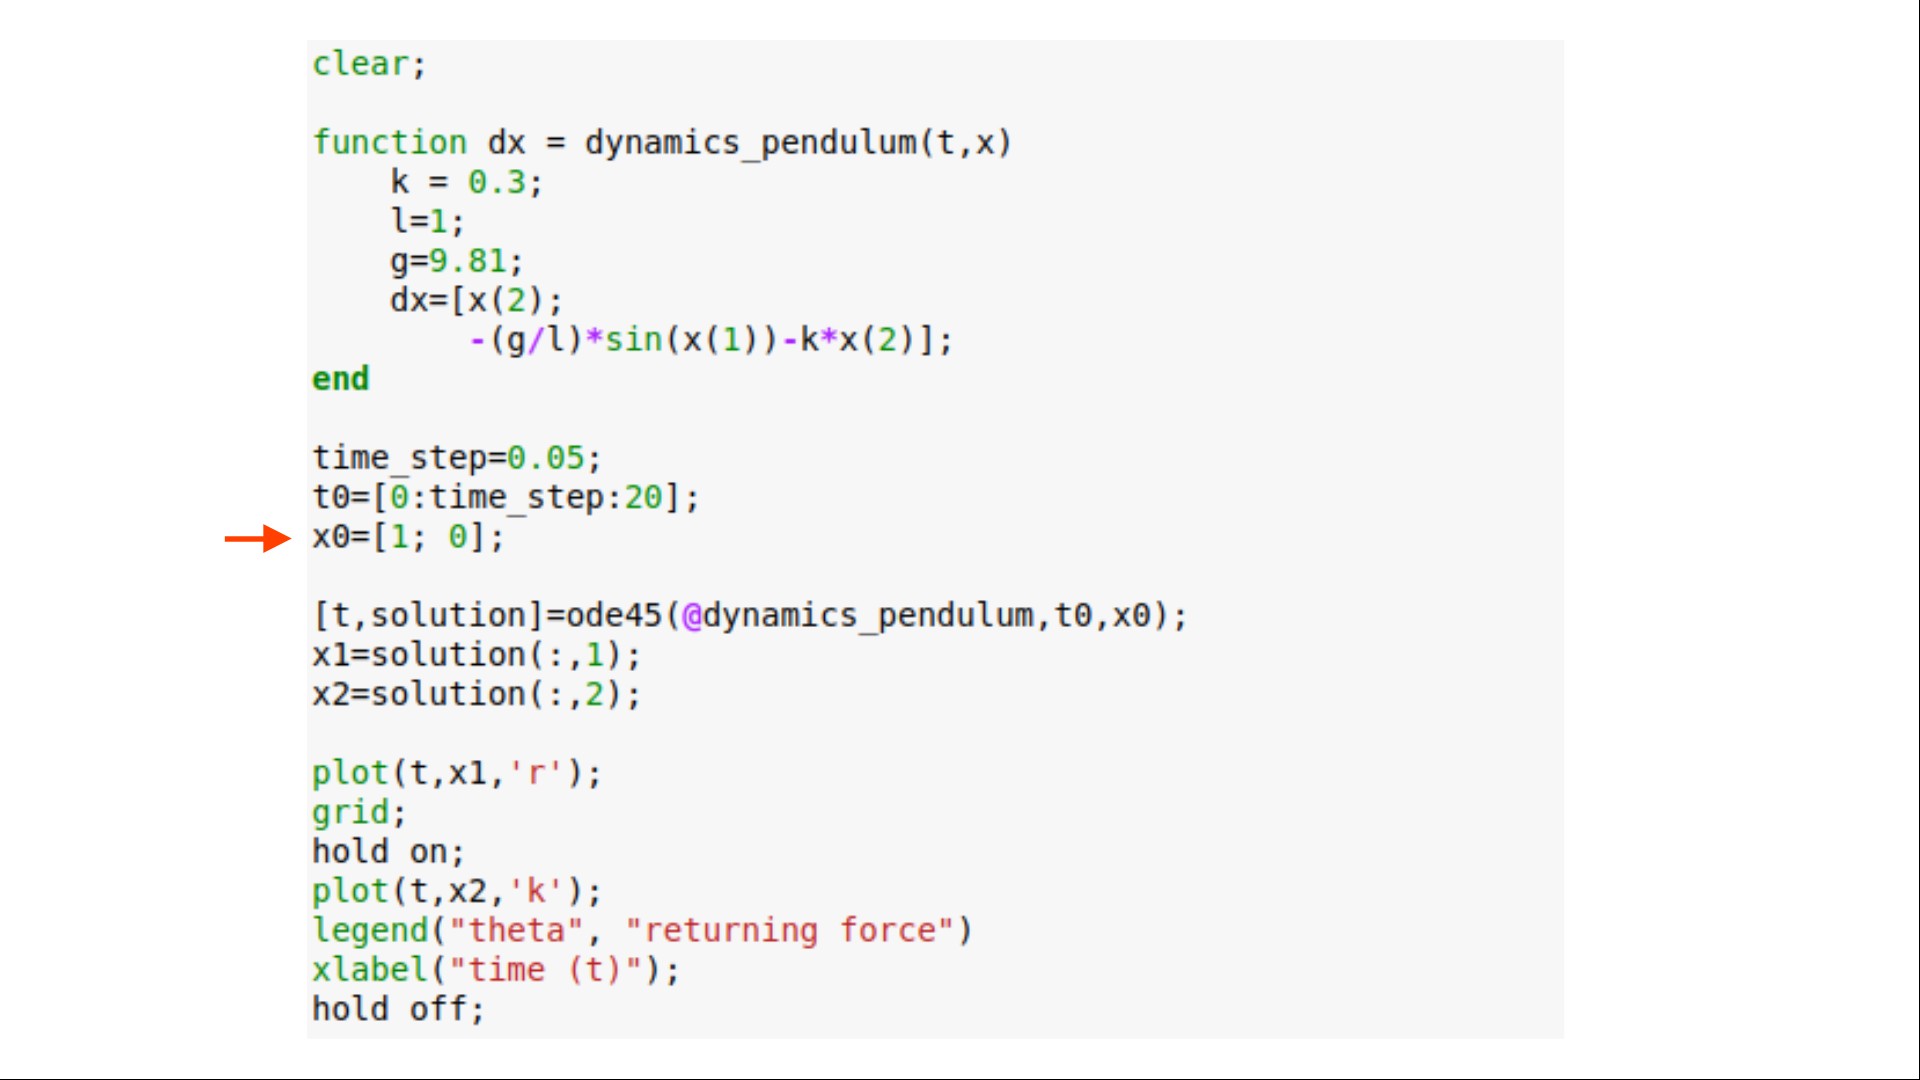 clear;
function dx = dynamics_pendulum(t,x)
    k = 0.3;
    l=1;
    g=9.81;
    dx=[x(2);
        -(g/l)*sin(x(1))-k*x(2)];
end
time_step=0.05;
t0=[0:time_step:20];
x0=[1; 0];
[t,solution]=ode45(@dynamics_pendulum,t0,x0);
x1=solution(:,1);
x2=solution(:,2);
plot(t,x1,'r');
grid;
hold on;
plot(t,x2,'k');
legend("theta", "returning force")
xlabel("time (t)");
hold off;